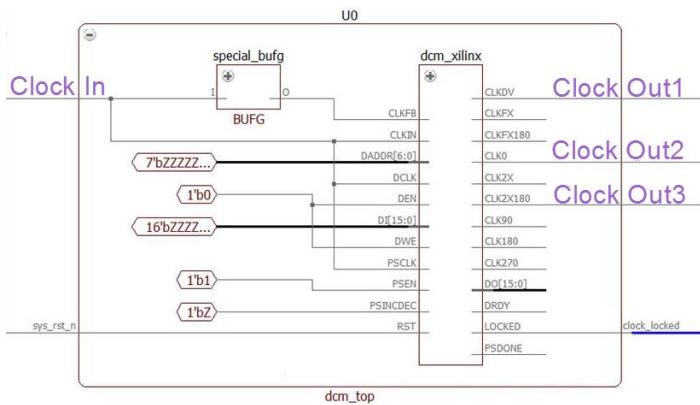 U0
special_bufg
dcm_xilinx
Clock In
I
O
BUFG
CLKFB
CLKIN
DADDR[6:0]
DCLK
DEN
DI[15:0]
DWE
PSCLK
PSEN
PSINCDEC
RST
7'bZZZZZ...
1'b0
16'bZZZZ...
1'b1
1'bZ
sys_rst_n
CLKDV
CLKFX
CLKFX180
CLK0
CLK2X
CLK2X180
CLK90
CLK180
CLK270
DO[15:0]
DRDY
LOCKED
PSDONE
Clock Out1
Clock Out2
Clock Out3
clock_locked
dcm_top